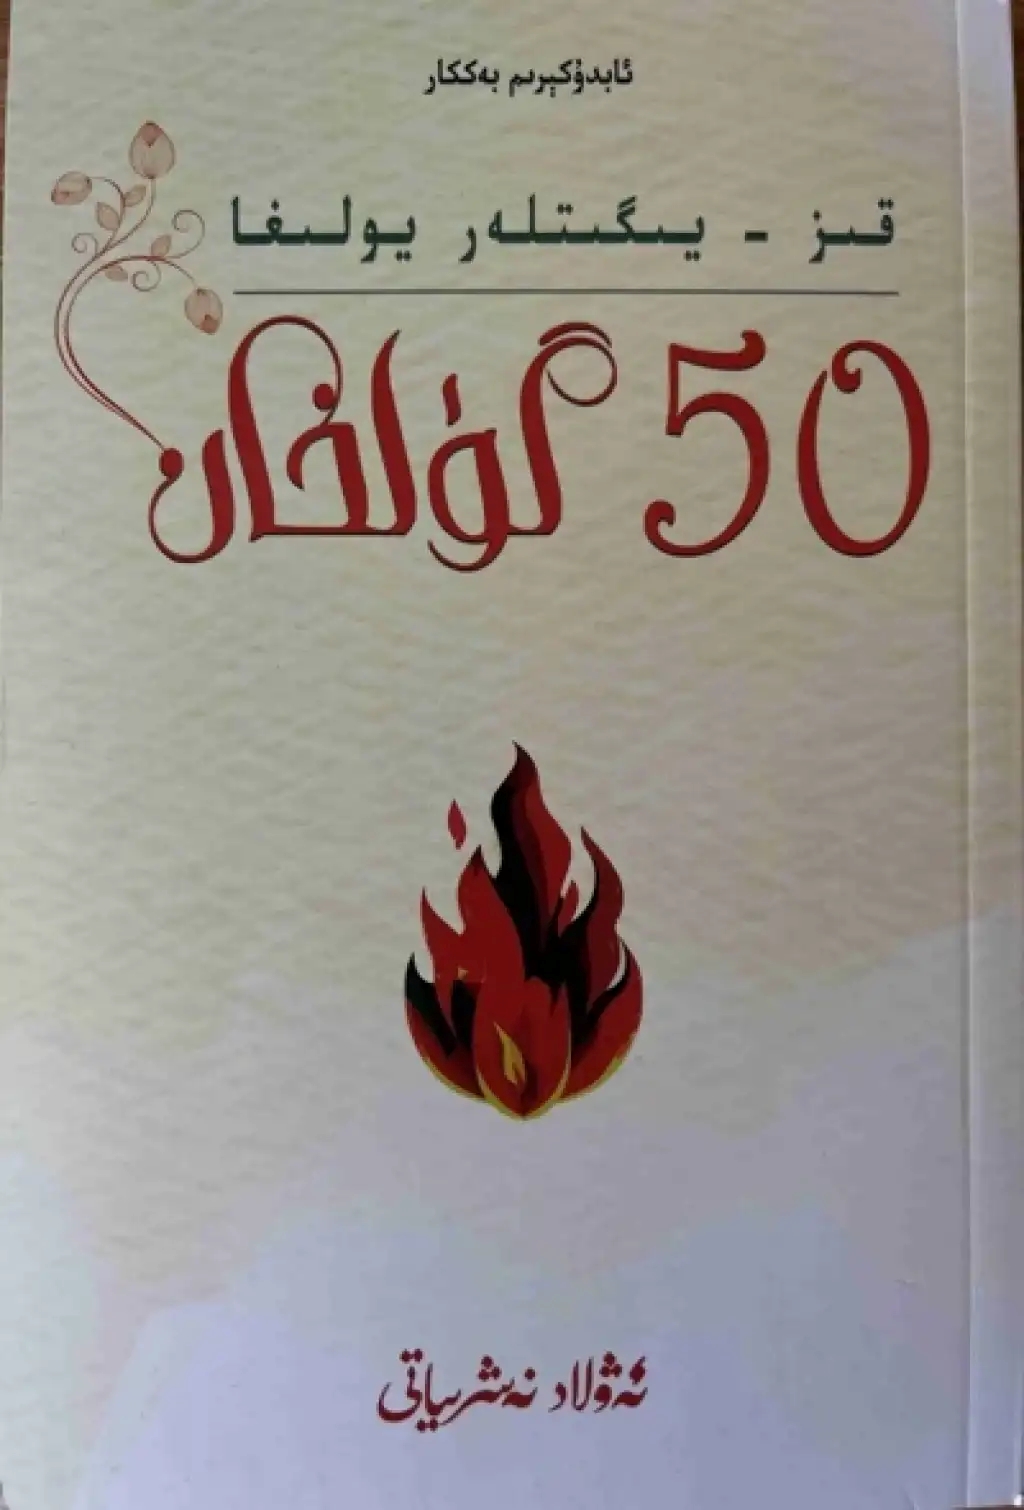 ئابدۇكېرىم بەككار
قىز - يىگىتلەر يولىغا
50 گۈلخان
ئەۋلاد نەشرىياتى